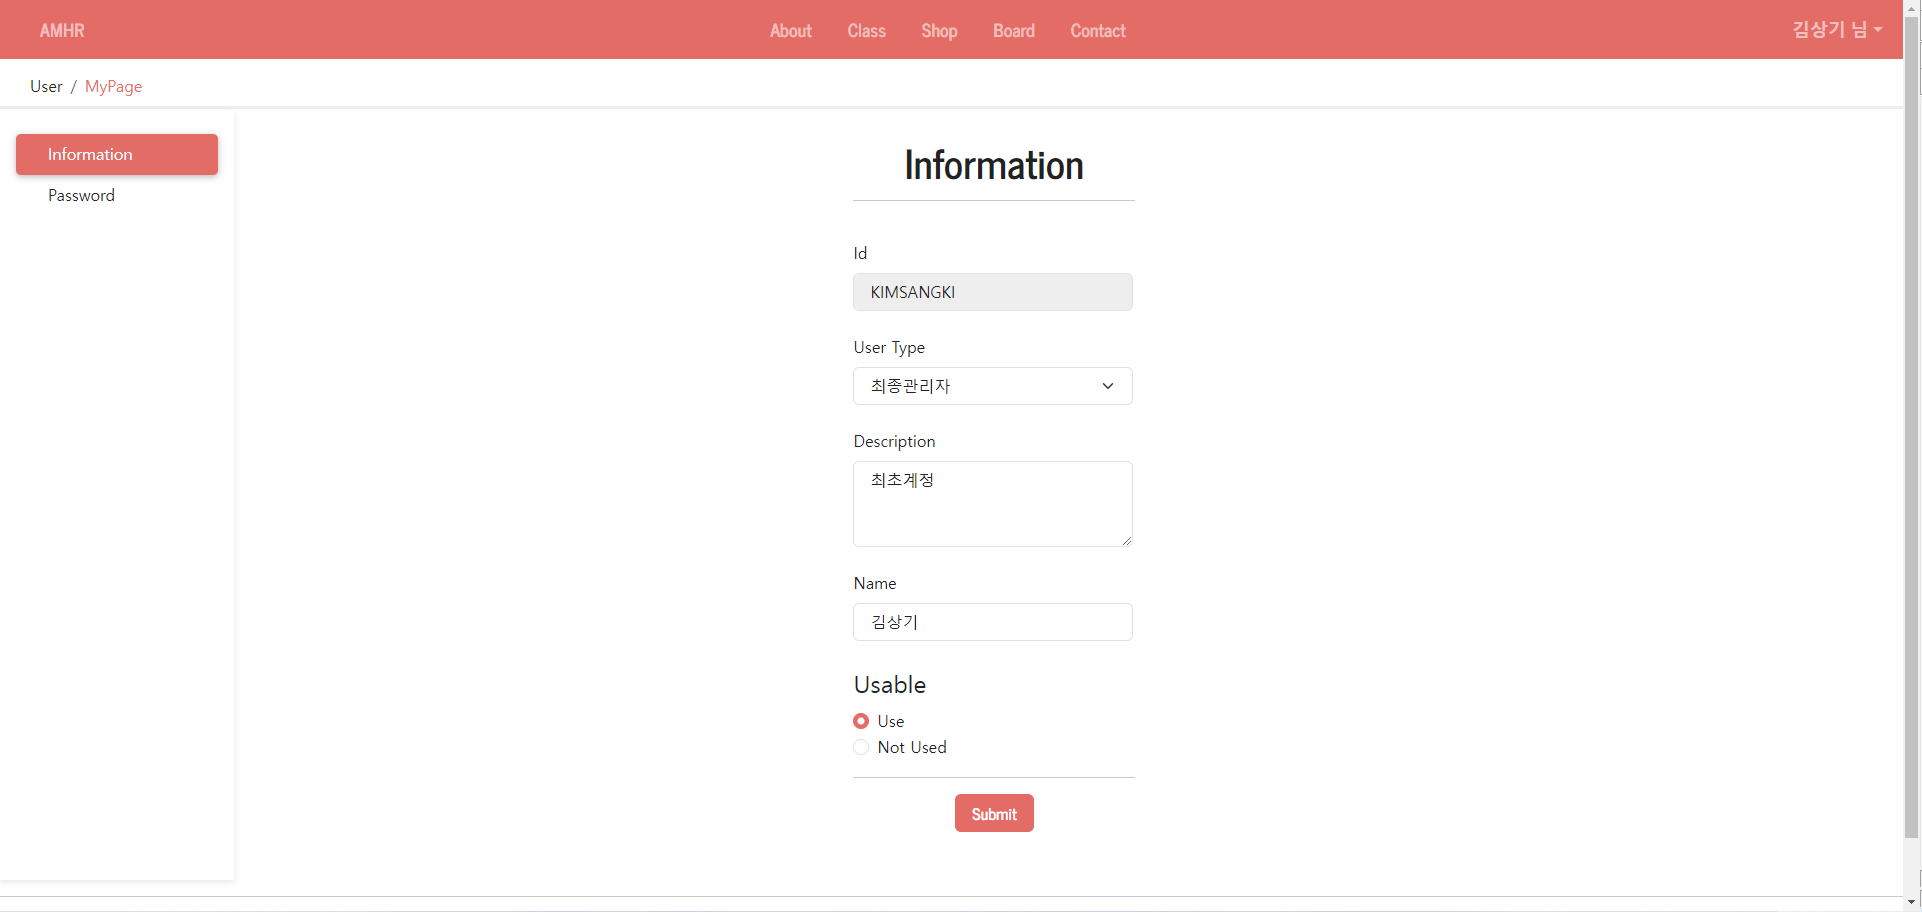 AMHR About Class Shop Board Contact 김상기 님
User / MyPage
Information
Password
Information
Id
KIMSANGKI
User Type
최종관리자
Description
최초계정
Name
김상기
Usable
Use
Not Used
Submit